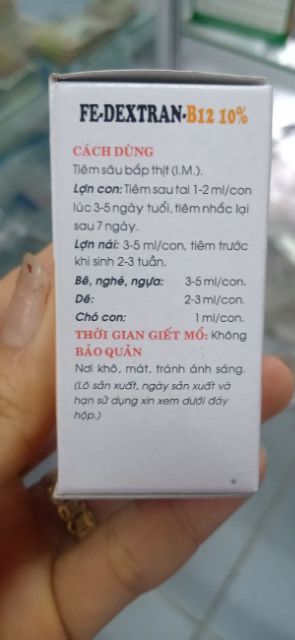 FE-DEXTRAN-B12 10%
CÁCH DÙNG
Tiêm sâu bắp thịt (I.M.).
Lợn con: Tiêm sau tai 1-2 ml/con
lúc 3-5 ngày tuổi, tiêm nhắc lại
sau 7 ngày.
Lợn nái: 3-5 ml/con, tiêm trước
khi sinh 2-3 tuần.
Bê, nghé, ngựa: 3-5 ml/con.
Dê: 2-3 ml/con.
Chó con: 1 ml/con.
THỜI GIAN GIẾT MỔ: Không
BẢO QUẢN
Nơi khô, mát, tránh ánh sáng.
(Lô sản xuất, ngày sản xuất và
hạn sử dụng xin xem dưới đáy
hộp.)